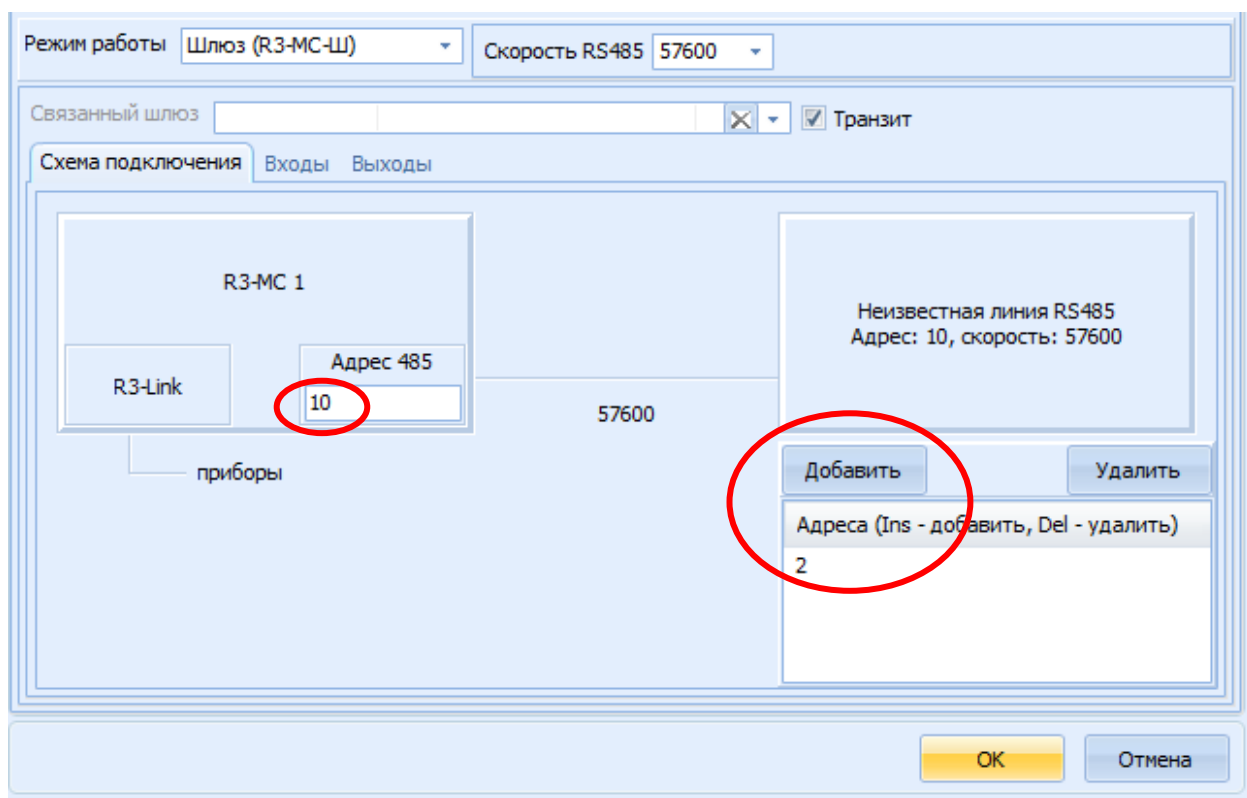 Режим работы Шлюз (R3-МС-Ш) Скорость RS485 57600
Связанный шлюз Транзит
Схема подключения Входы Выходы
R3-МС 1
Неизвестная линия RS485
Адрес: 10, скорость: 57600
R3-Link
Адрес 485
10
57600
приборы
Добавить Удалить
Адреса (Ins - добавить, Del - удалить)
2
ОК Отмена